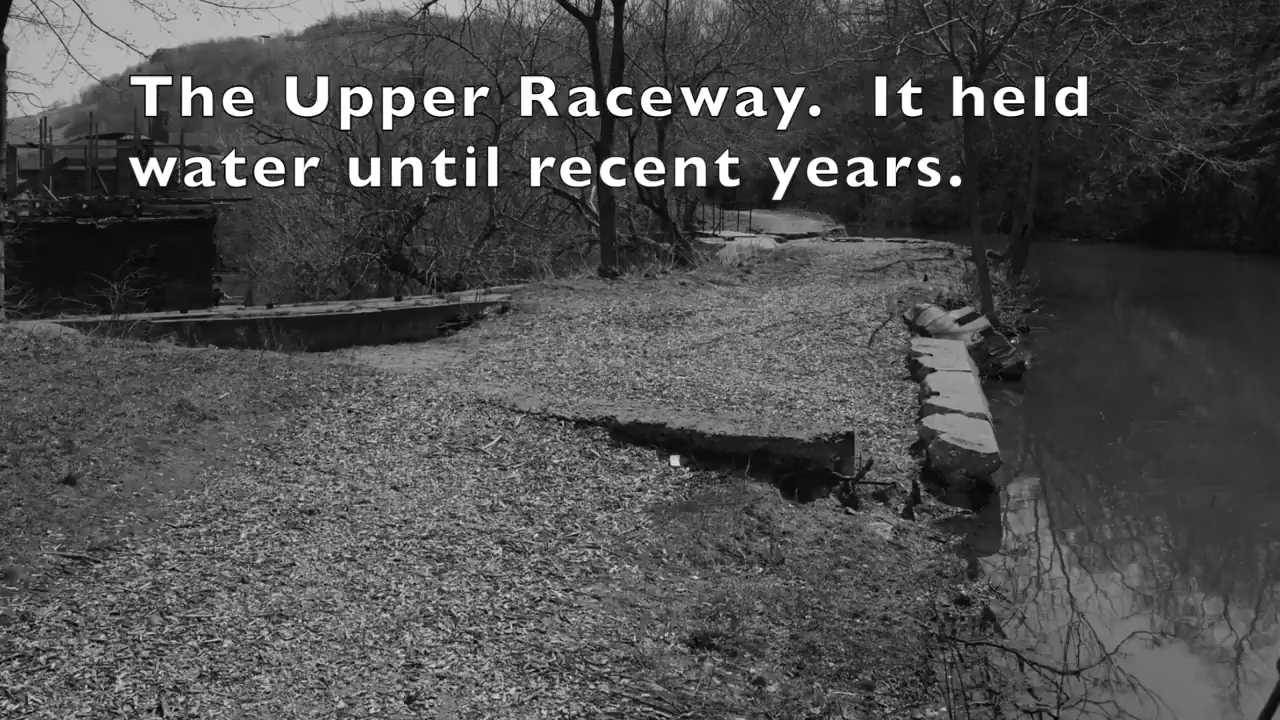 The Upper Raceway.  It held
water until recent years.